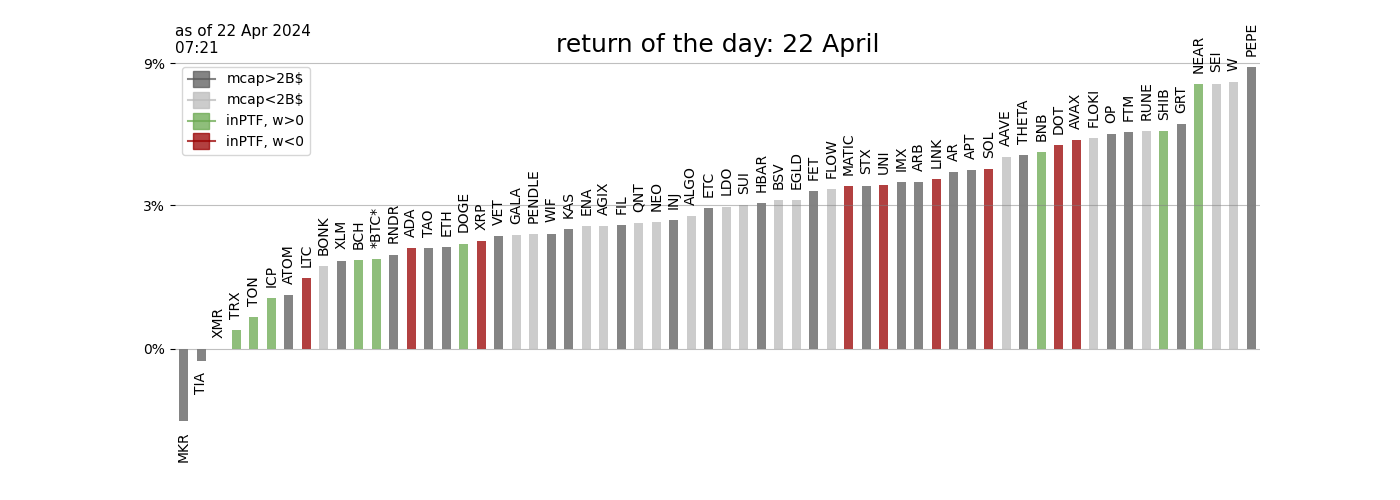 as of 22 Apr 2024
07:21
return of the day: 22 April
9%
3%
0%
mcap>2B$
mcap<2B$
inPTF, w>0
inPTF, w<0
MKR
TIA
XMR
TRX
TON
ICP
ATOM
LTC
BONK
XLM
BCH
*BTC*
RNDR
ADA
TAO
ETH
DOGE
XRP
VET
GALA
PENDLE
WIF
KAS
ENA
AGIX
FIL
QNT
NEO
INJ
ALGO
ETC
LDO
SUI
HBAR
BSV
EGLD
FET
FLOW
MATIC
STX
UNI
IMX
ARB
LINK
AR
APT
SOL
AAVE
THETA
BNB
DOT
AVAX
FLOKI
OP
FTM
RUNE
SHIB
GRT
NEAR
SEI
W
PEPE